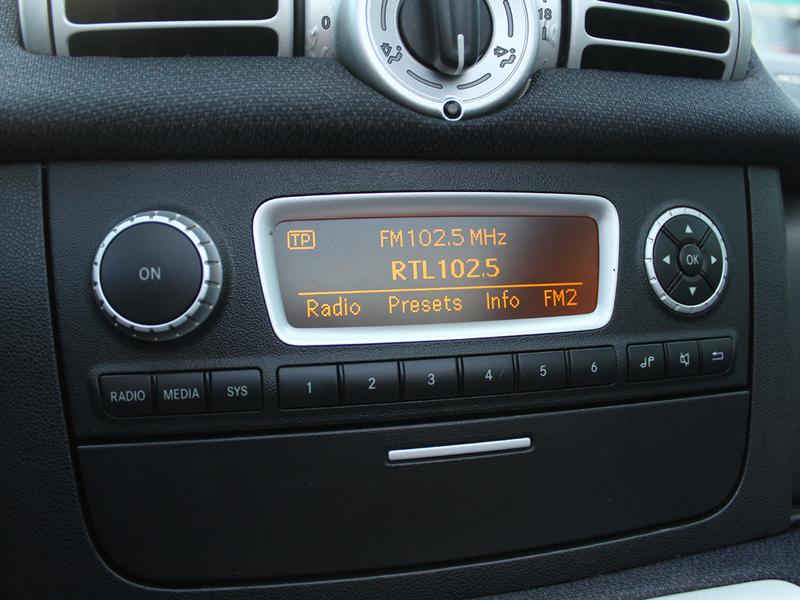 0
18
TP
FM102.5 MHz
RTL102.5
Radio Presets Info FM2
ON
OK
RADIO MEDIA SYS 1 2 3 4 5 6